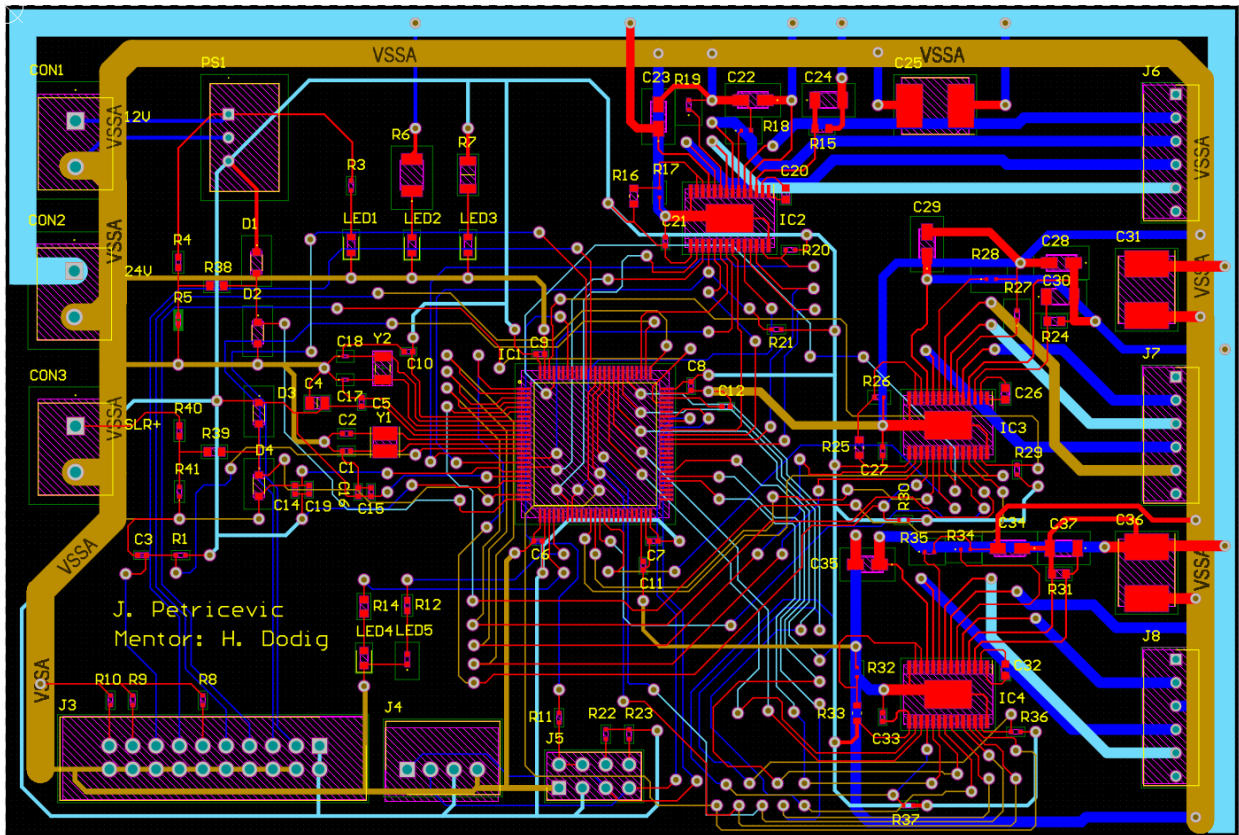 VSSA
VSSA
CON1
PS1
C23
R19
C22
C24
C25
J6
12V
VSSA
R6
R7
R18
R15
VSSA
R3
R16
R17
C20
CON2
VSSA
D1
LED1
LED2
LED3
C21
IC2
R20
C29
C28
C31
R4
24V
R38
R28
C30
VSSA
R5
D2
R27
R24
C18
Y2
C10
IC1
C9
R21
J7
CON3
D3
C4
C17
C5
C8
C12
R26
C26
SLR+
R40
C2
Y1
R25
IC3
R39
D4
C1
C27
R29
R41
C14
C19
C16
C15
R30
C34
C37
C36
C3
R1
C6
C7
R35
R34
VSSA
C11
C35
R31
VSSA
J. Petricevic
R14
R12
Mentor: H. Dodig
LED4
LED5
J8
VSSA
R10
R9
R8
R32
C32
IC4
J3
J4
R11
R22
R23
R33
C33
R36
J5
R37